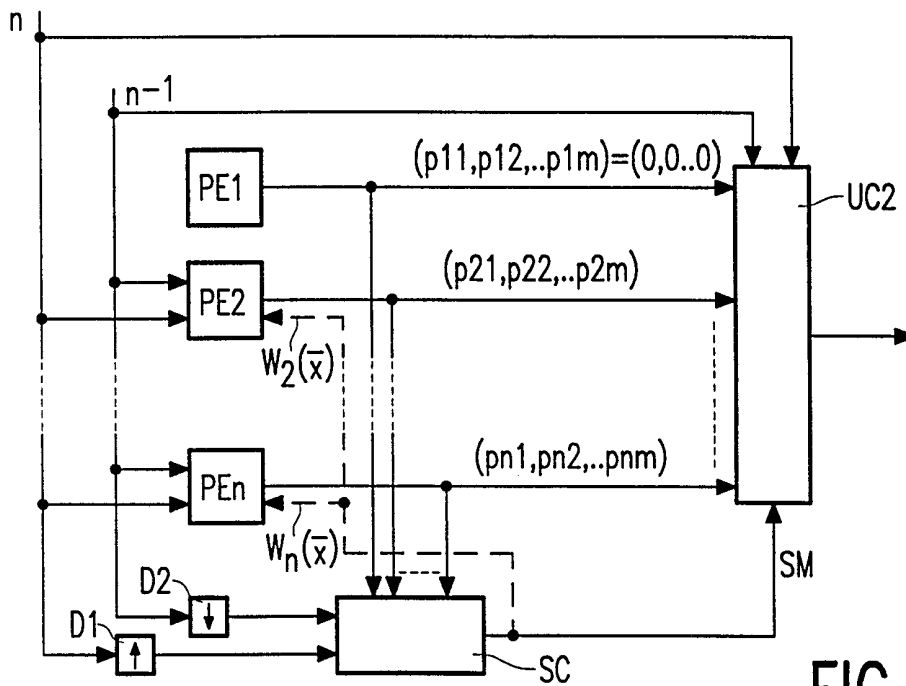 n
n-1
(p11,p12,..p1m)=(0,0..0)
PE1
UC2
(p21,p22,..p2m)
PE2
W2(x̄)
(pn1,pn2,..pnm)
PEn
Wn(x̄)
SM
D2
D1
SC